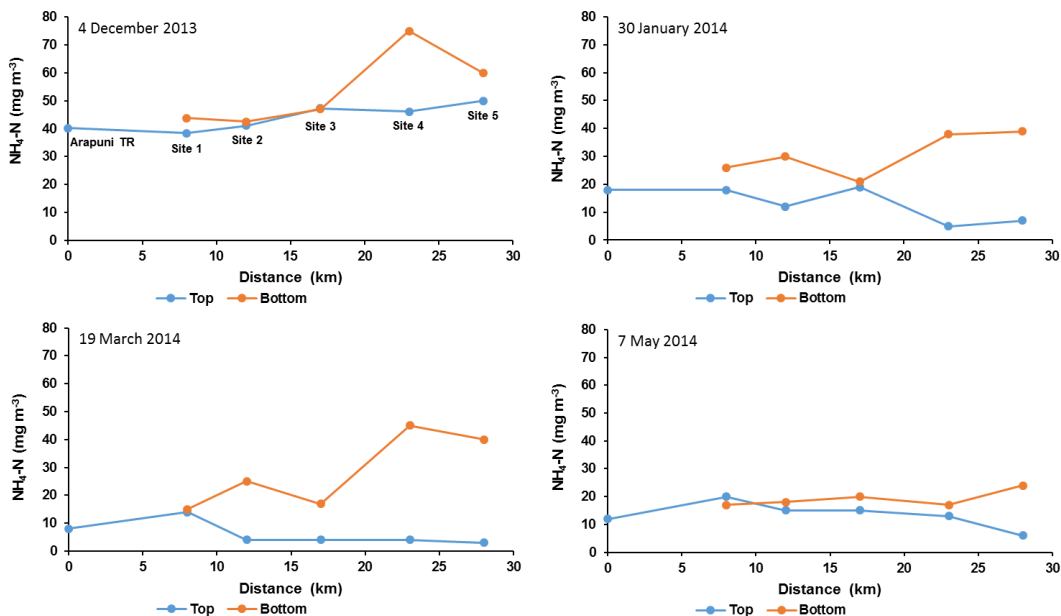 4 December 2013
NH₄-N (mg m⁻³)
80
70
60
50
40
30
20
10
0
Arapuni TR
Site 1
Site 2
Site 3
Site 4
Site 5
0 5 10 15 20 25 30
Distance (km)
Top Bottom
30 January 2014
NH₄-N (mg m⁻³)
80
70
60
50
40
30
20
10
0
0 5 10 15 20 25 30
Distance (km)
Top Bottom
19 March 2014
NH₄-N (mg m⁻³)
80
70
60
50
40
30
20
10
0
0 5 10 15 20 25 30
Distance (km)
Top Bottom
7 May 2014
NH₄-N (mg m⁻³)
80
70
60
50
40
30
20
10
0
0 5 10 15 20 25 30
Distance (km)
Top Bottom